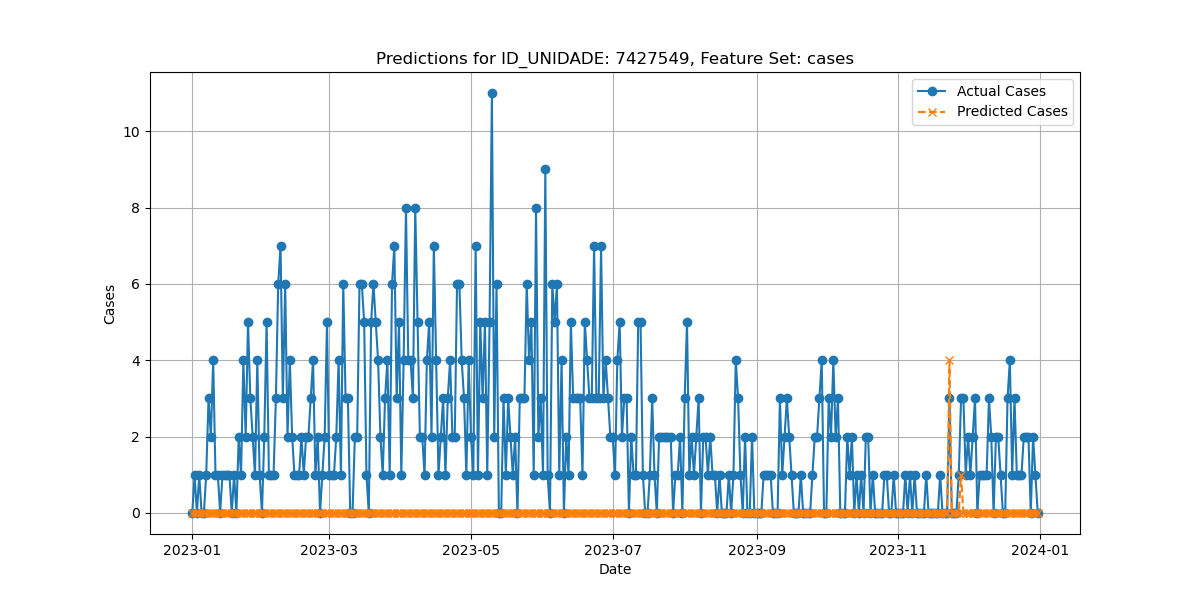 Predictions for ID_UNIDADE: 7427549, Feature Set: cases
Actual Cases
Predicted Cases
Cases
10
8
6
4
2
0
2023-01 2023-03 2023-05 2023-07 2023-09 2023-11 2024-01
Date